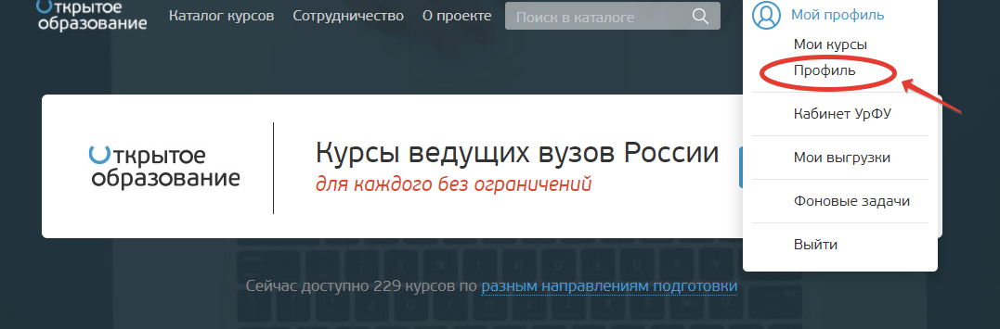 Открытое
образование
Каталог курсов Сотрудничество О проекте Поиск в каталоге
Мой профиль
Мои курсы
Профиль
Кабинет УрФУ
Мои выгрузки
Фоновые задачи
Выйти
Открытое
образование
Курсы ведущих вузов России
для каждого без ограничений
Сейчас доступно 229 курсов по разным направлениям подготовки